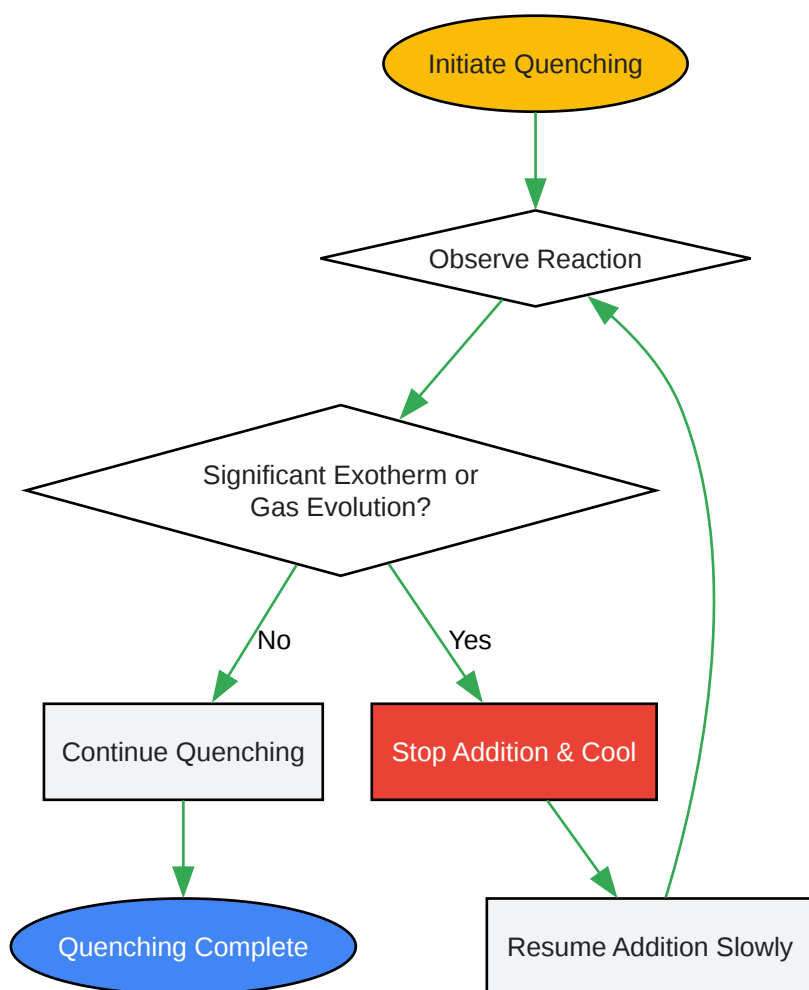 Initiate Quenching
Observe Reaction
Significant Exotherm or
Gas Evolution?
No
Yes
Continue Quenching
Stop Addition & Cool
Quenching Complete
Resume Addition Slowly